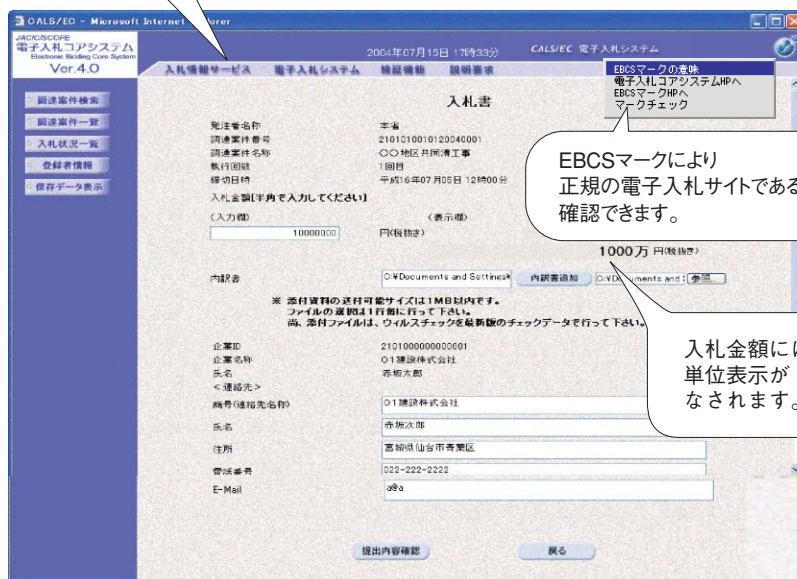 CALS/EC - Microsoft Internet Explorer
JACIC/SCOPE
電子入札コアシステム
Electronic Bidding Core System
Ver.4.0
2004年07月15日 17時33分
CALS/EC 電子入札システム
入札情報サービス 電子入札システム 検証機能 説明要求
EBCSマークの意味
電子入札コアシステムHPへ
EBCSマークHPへ
マークチェック
調達案件検索
調達案件一覧
入札状況一覧
登録者情報
保存データ表示
入札書
発注者名称 本省
調達案件番号 2101010010120040001
調達案件名称 〇〇地区共同溝工事
執行回数 1回目
締切日時 平成16年07月05日 12時00分
EBCSマークにより
正規の電子入札サイトである
確認できます。
入札金額[半角で入力してください]
(入力欄) (表示欄)
10000000 円(税抜き)
1000万 円(税抜き)
内訳書 C:¥Documents and Settings¥ 内訳書追加 C:¥Documents and S 参照...
※ 添付資料の送付可能サイズは1MB以内です。
ファイルの選択は1行毎に行って下さい。
尚、添付ファイルは、ウィルスチェックを最新版のチェックデータで行って下さい。
入札金額には
単位表示が
なされます。
企業ID 2101000000000001
企業名称 01建設株式会社
氏名 赤坂太郎
<連絡先>
商号(連絡先名称) 01建設株式会社
氏名 赤坂次郎
住所 宮城県仙台市青葉区
電話番号 022-222-2222
E-Mail a@a
提出内容確認 戻る